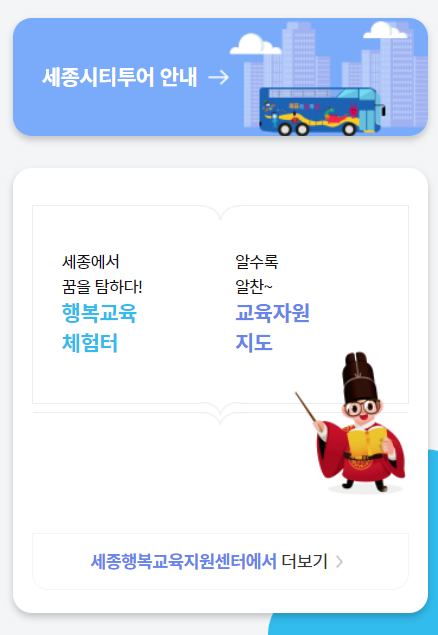 세종시티투어 안내 →
세종에서
꿈을 탐하다!
행복교육
체험터
알수록
알찬~
교육자원
지도
세종행복교육지원센터에서 더보기 >